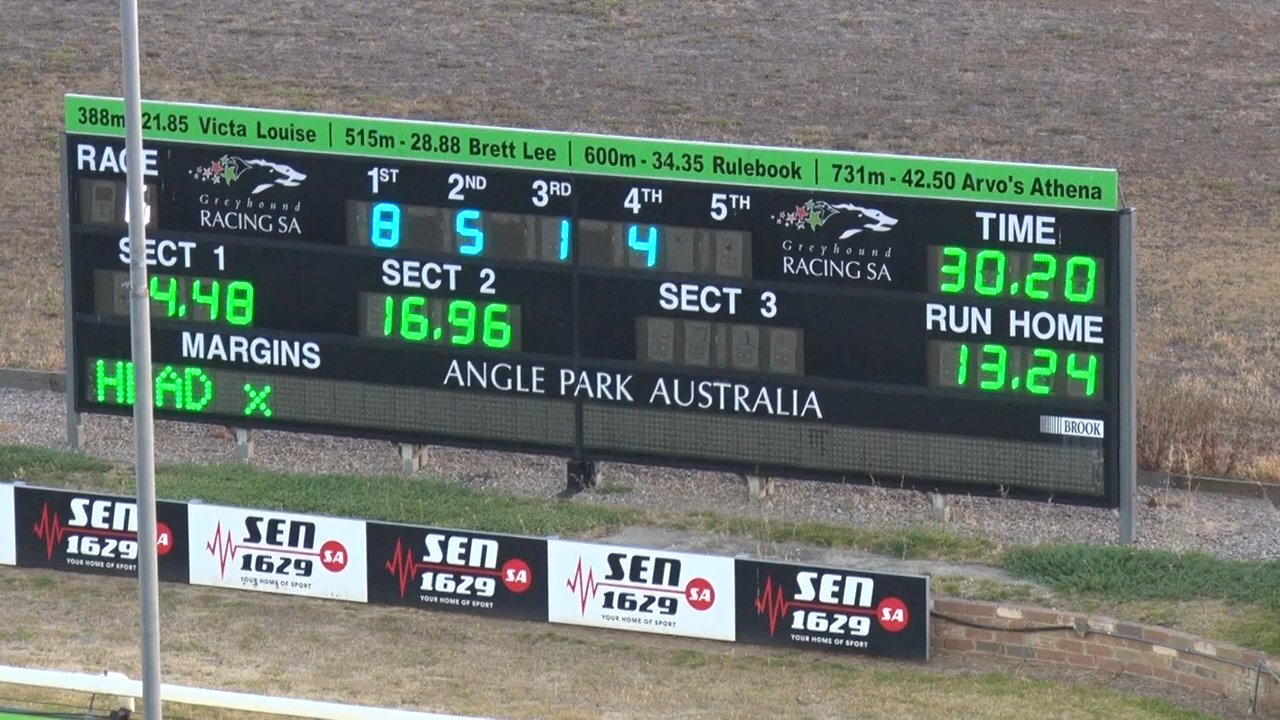 388m - 21.85 Victa Louise | 515m - 28.88 Brett Lee | 600m - 34.35 Rulebook | 731m - 42.50 Arvo's Athena
RACE
Greyhound
RACING SA
1ST 2ND 3RD 4TH 5TH
8 5 1 4
Greyhound
RACING SA
TIME
30.20
SECT 1
4.48
SECT 2
16.96
SECT 3
RUN HOME
13.24
MARGINS
HEAD x
ANGLE PARK AUSTRALIA
BROOK
SEN
1629 SA
YOUR HOME OF SPORT
SEN
1629 SA
YOUR HOME OF SPORT
SEN
1629 SA
YOUR HOME OF SPORT
SEN
1629 SA
YOUR HOME OF SPORT
SEN
1629 SA
YOUR HOME OF SPORT